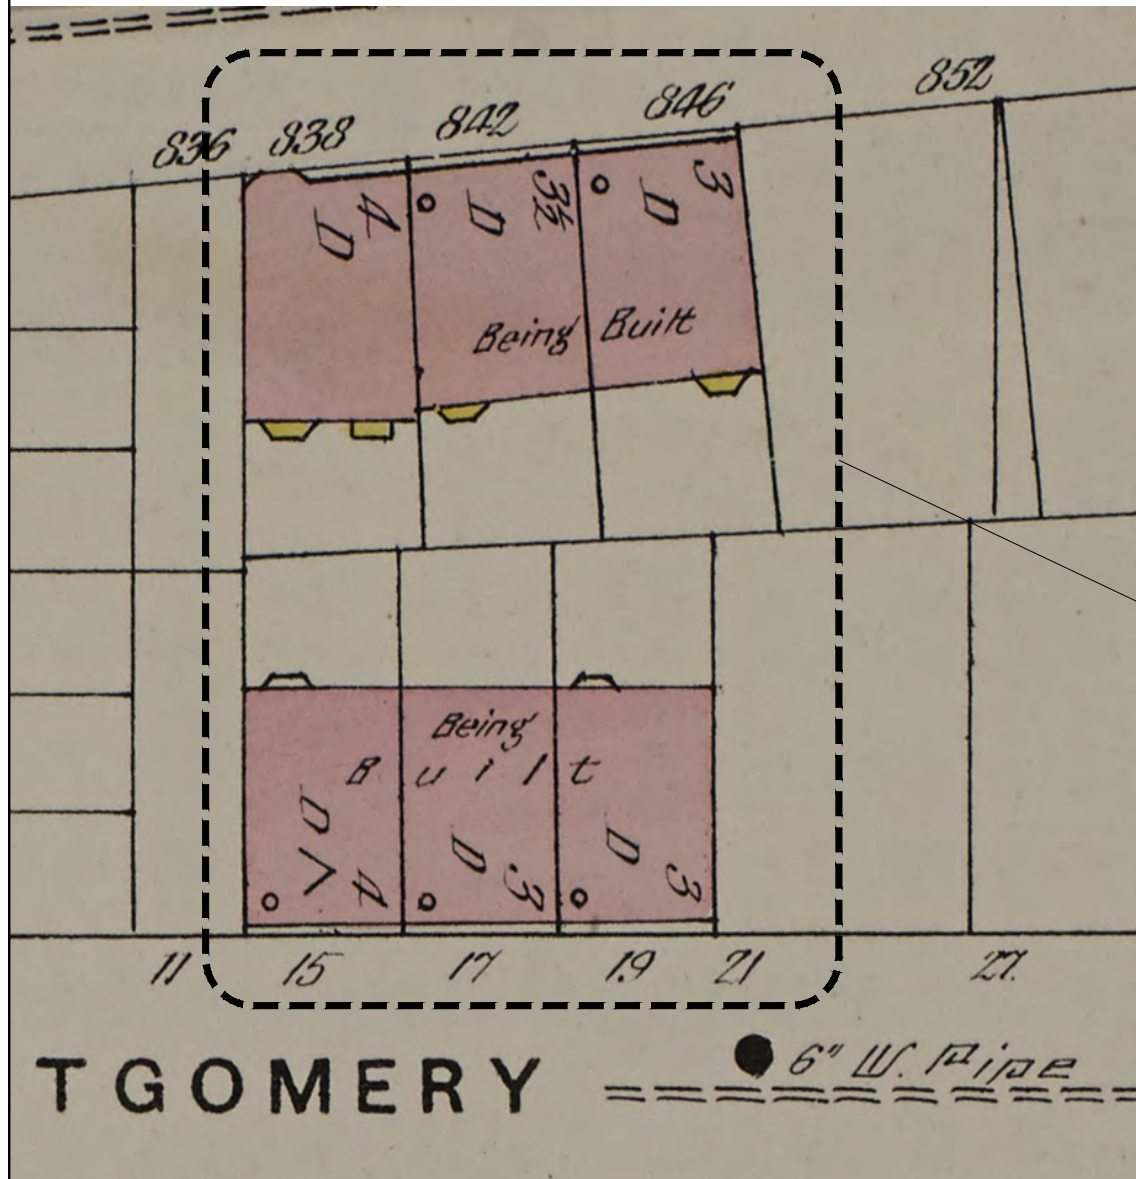 836 838 842 846 852
4 3½ 3
D D D
Being Built
Being
Built
D D D
V
4 3 3
11 15 17 19 21 27.
TGOMERY 6" W. Pipe